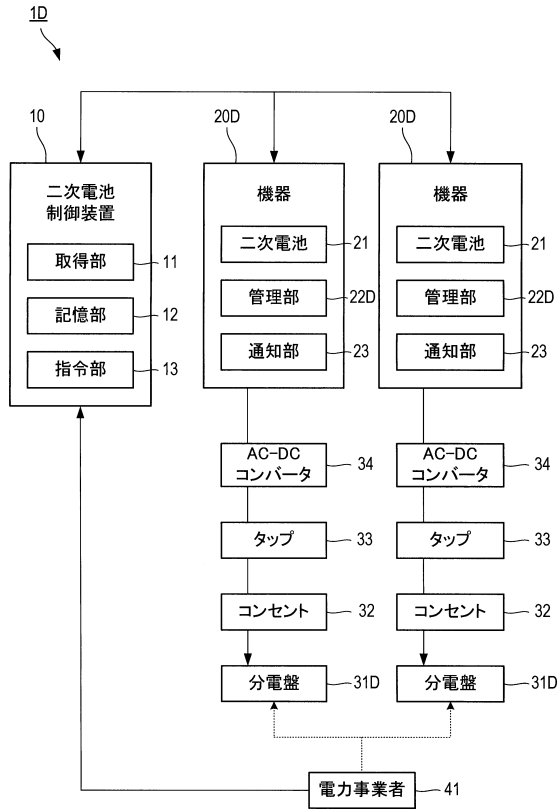 1D
10
20D
20D
二次電池
制御装置
取得部
11
記憶部
12
指令部
13
機器
二次電池
21
管理部
22D
通知部
23
機器
二次電池
21
管理部
22D
通知部
23
AC-DC
コンバータ
34
AC-DC
コンバータ
34
タップ
33
タップ
33
コンセント
32
コンセント
32
分電盤
31D
分電盤
31D
電力事業者
41